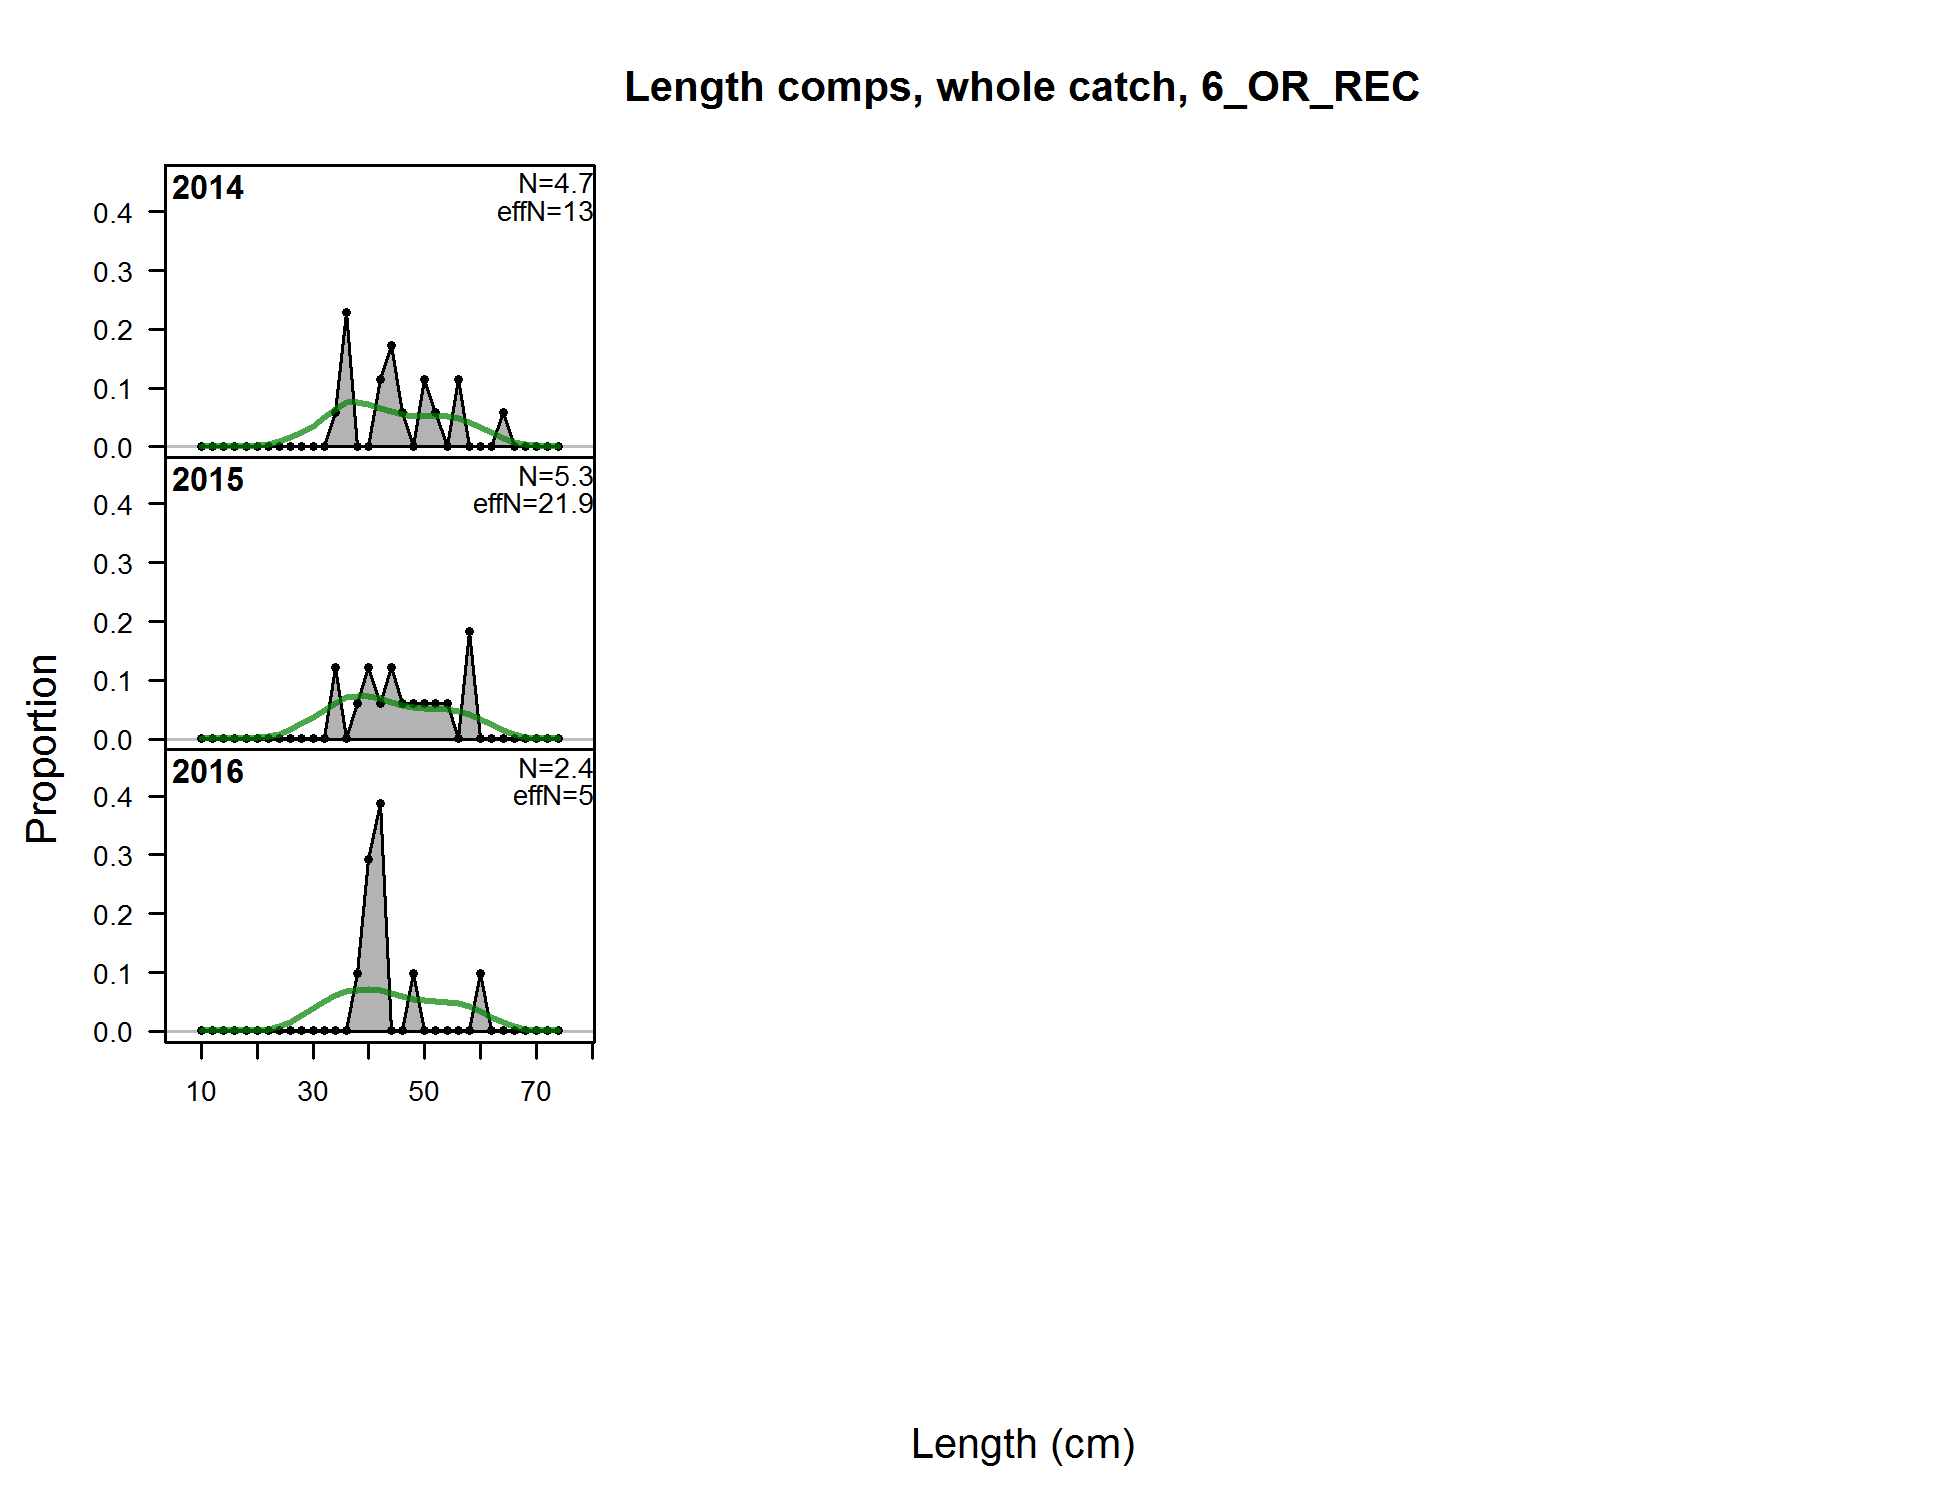 Length comps, whole catch, 6_OR_REC
2014
N=4.7
effN=13
0.4
0.3
0.2
0.1
0.0
2015
N=5.3
effN=21.9
0.4
0.3
0.2
0.1
0.0
2016
N=2.4
effN=5
0.4
0.3
0.2
0.1
0.0
Proportion
10 30 50 70
Length (cm)